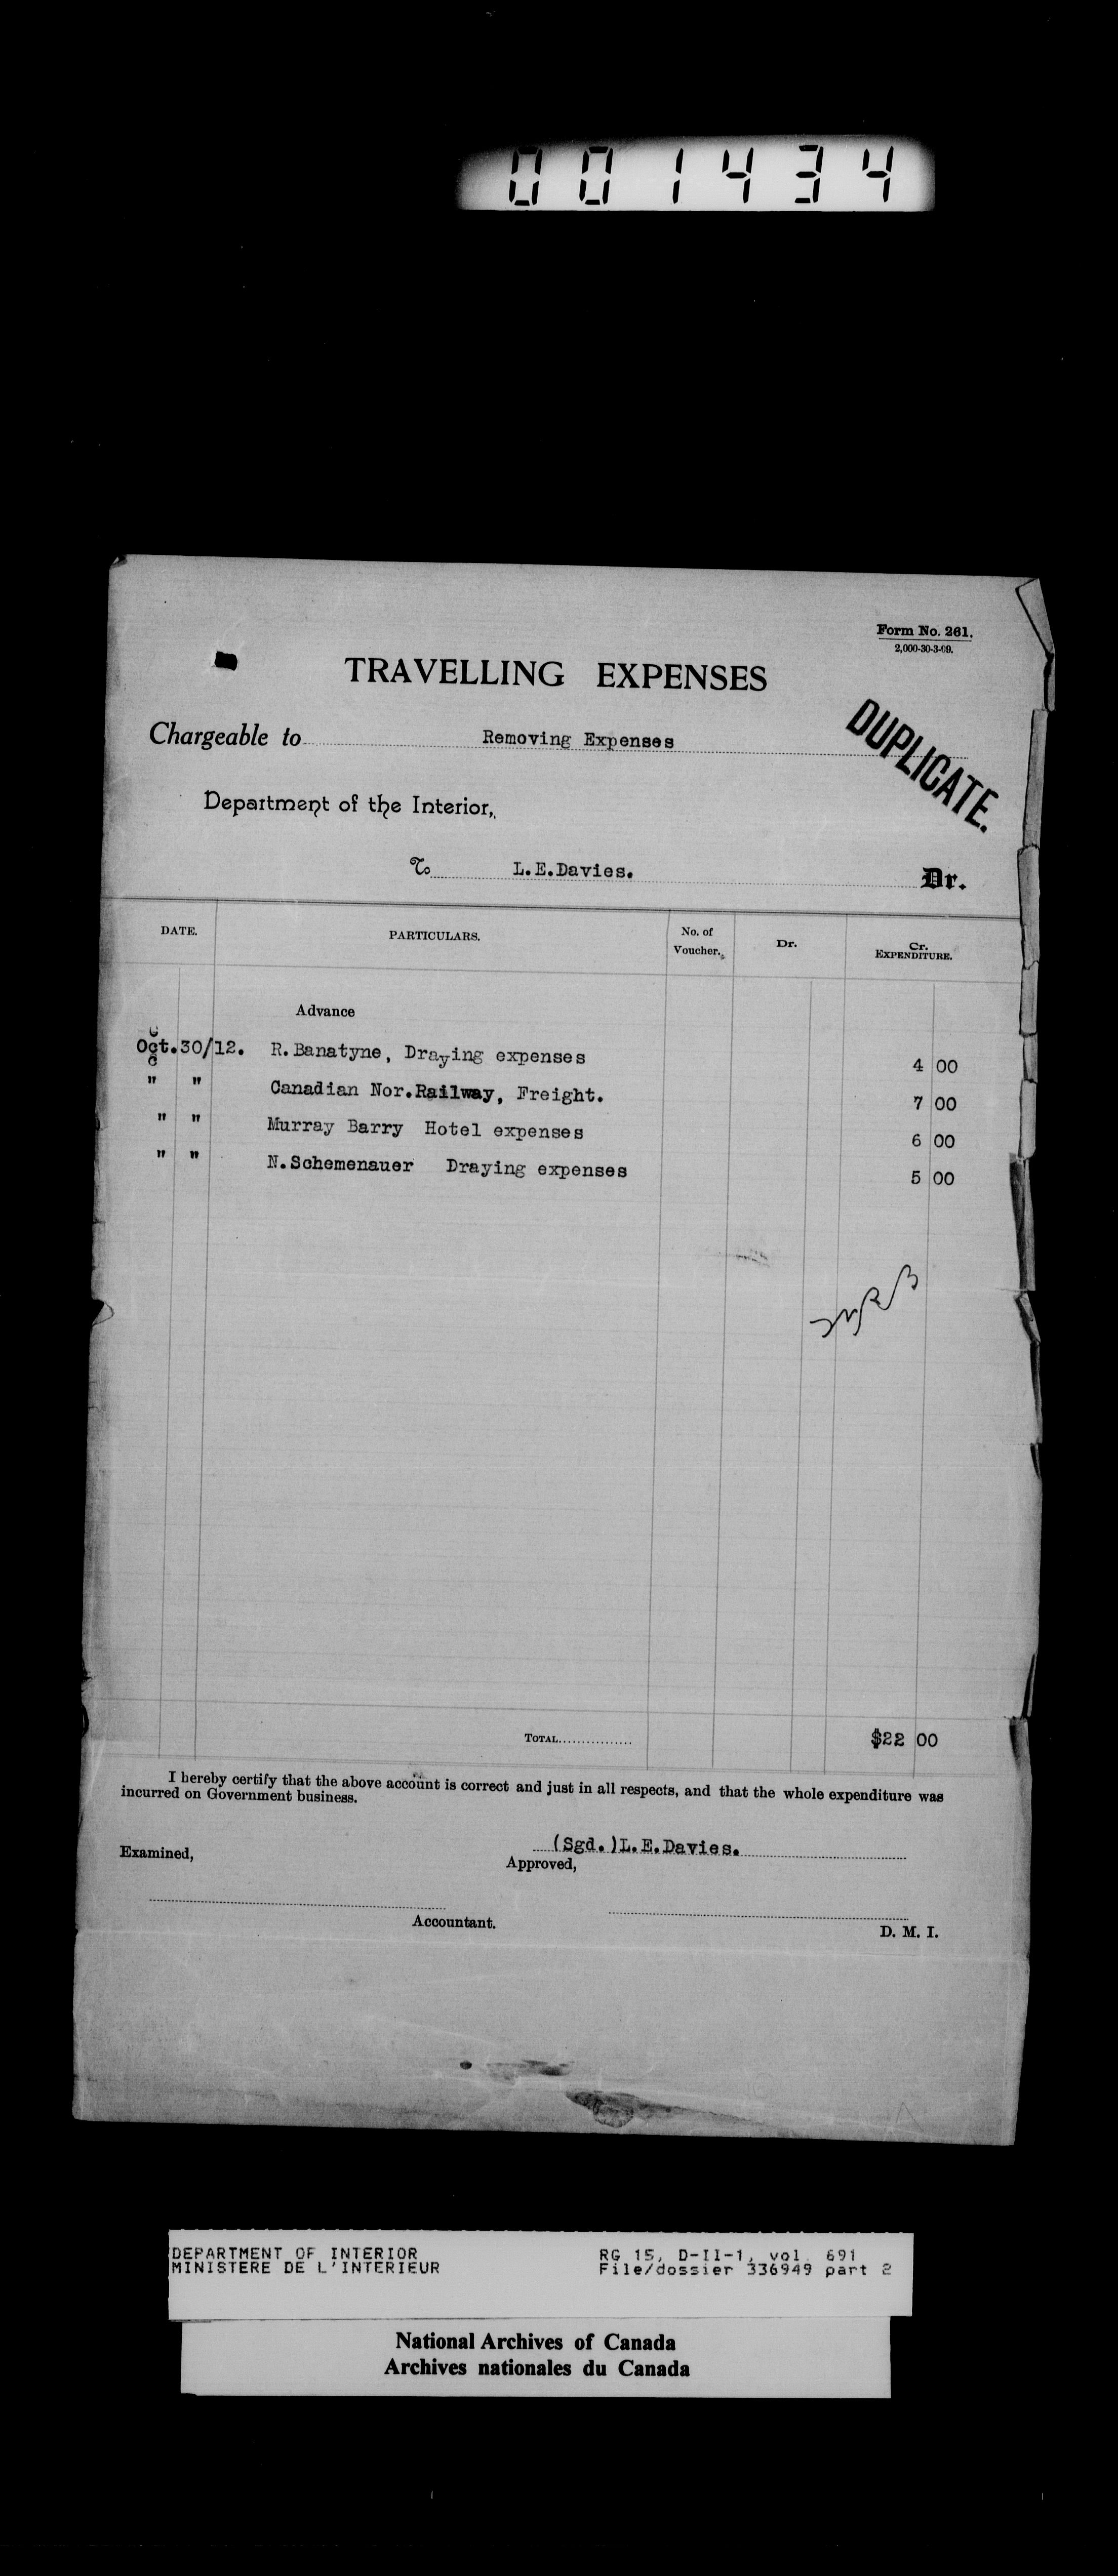 001434
Form No. 261.
2,000-30-3-09.
TRAVELLING EXPENSES
Chargeable to Removing Expenses
DUPLICATE.
Department of the Interior,
To L.E.Davies. Dr.
DATE. PARTICULARS. No. of Voucher. Dr. Cr. EXPENDITURE.
Advance
Oct.30/12. R.Banatyne, Draying expenses 4 00
" " Canadian Nor.Railway, Freight. 7 00
" " Murray Barry Hotel expenses 6 00
" " N.Schemenauer Draying expenses 5 00
TOTAL............... $22 00
I hereby certify that the above account is correct and just in all respects, and that the whole expenditure was
incurred on Government business.
(Sgd.)L.E.Davies.
Examined, Approved,
Accountant. D. M. I.
DEPARTMENT OF INTERIOR RG 15, D-II-1, vol. 691
MINISTERE DE L'INTERIEUR File/dossier 336949 part 2
National Archives of Canada
Archives nationales du Canada